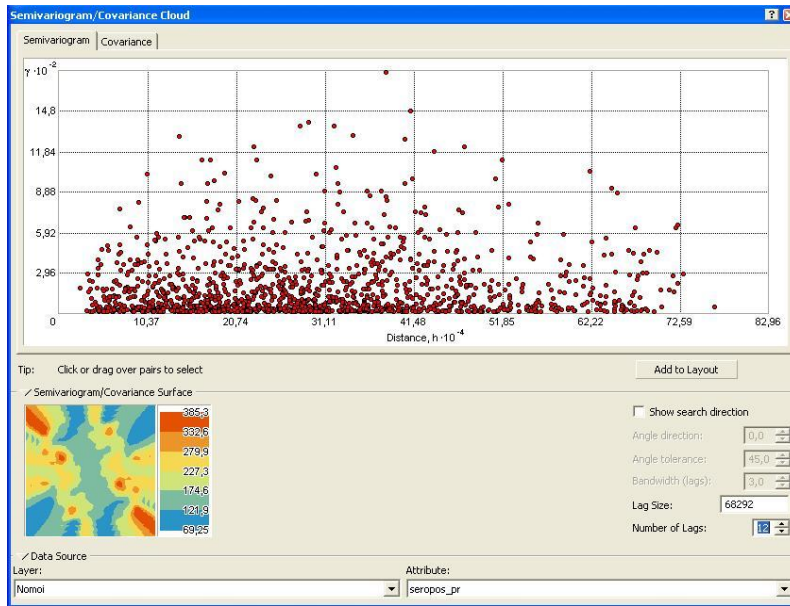 Semivariogram/Covariance Cloud
Semivariogram Covariance
γ·10⁻²
14,8
11,84
8,88
5,92
2,96
0 10,37 20,74 31,11 41,48 51,85 62,22 72,59 82,96
Distance, h·10⁻⁴
Tip: Click or drag over pairs to select
Add to Layout
Semivariogram/Covariance Surface
385,3
332,6
279,9
227,3
174,6
121,9
69,25
Show search direction
Angle direction: 0,0
Angle tolerance: 45,0
Bandwidth (lags): 3,0
Lag Size: 68292
Number of Lags: 12
Data Source
Layer: Attribute:
Nomoi seropos_pr